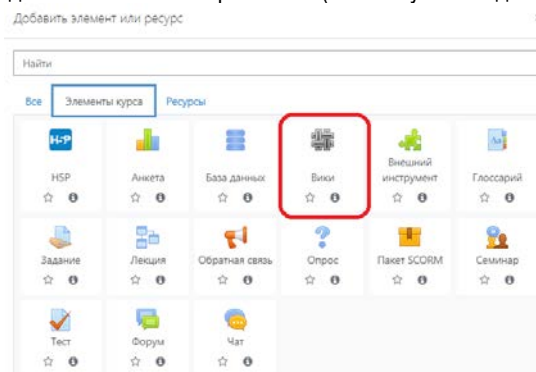 Добавить элемент или ресурс
Найти
Все Элементы курса Ресурсы
H5P
H5P Анкета База данных Вики Внешний инструмент Глоссарий
Задание Лекция Обратная связь Опрос Пакет SCORM Семинар
Тест Форум Чат